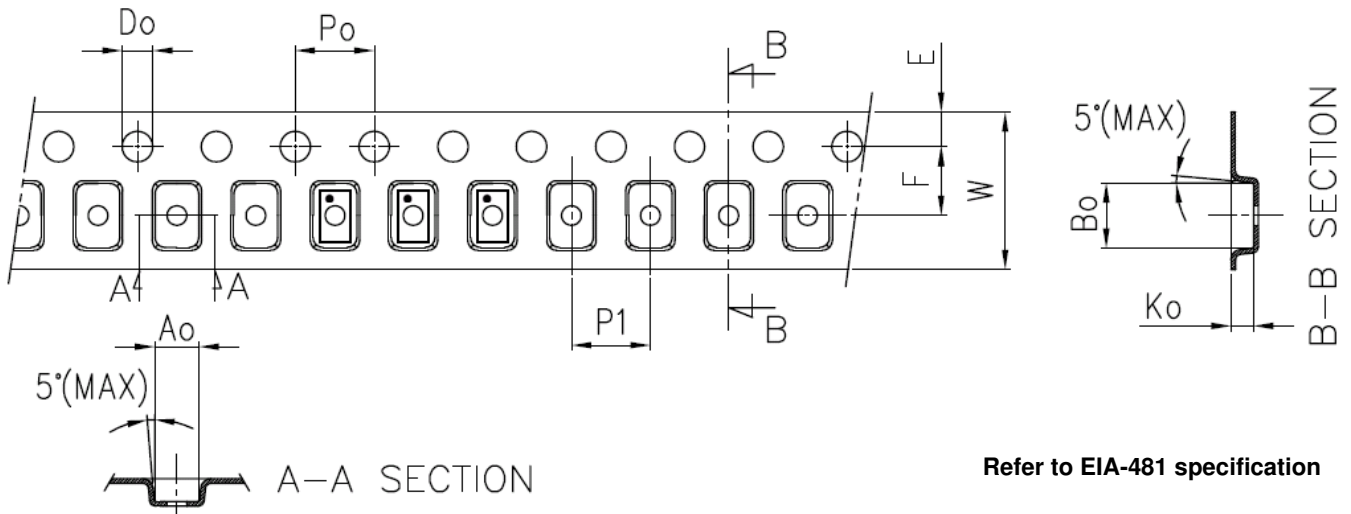 Do
Po
B
E
F
W
A
A
P1
B
5°(MAX)
Bo
Ko
B-B SECTION
Ao
5°(MAX)
A-A SECTION
Refer to EIA-481 specification